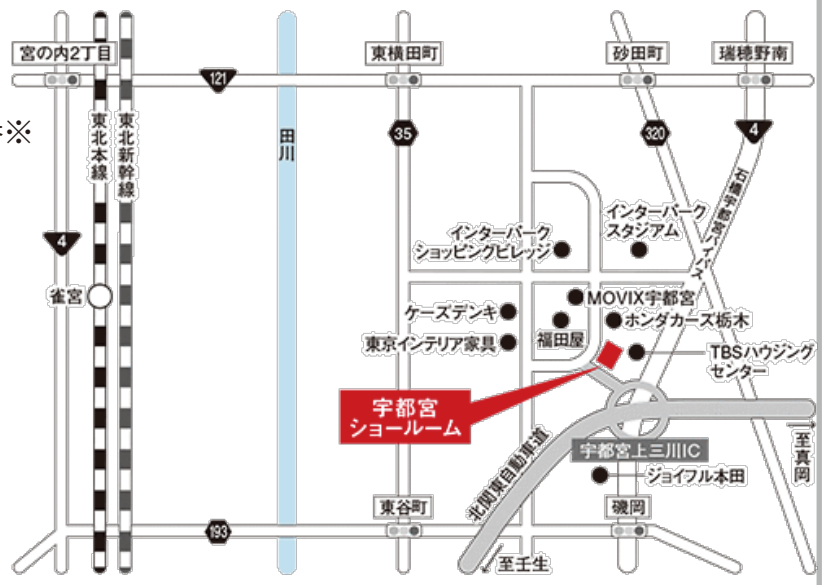 宮の内2丁目
東横田町
砂田町
瑞穂野南
121
※
東北本線
東北新幹線
田川
35
320
4
石橋宇都宮バイパス
インターパーク
ショッピングビレッジ
インターパーク
スタジアム
4
雀宮
MOVIX宇都宮
ケーズデンキ
ホンダカーズ栃木
福田屋
東京インテリア家具
TBSハウジング
センター
宇都宮
ショールーム
宇都宮上三川IC
至真岡
北関東自動車道
ジョイフル本田
東谷町
磯岡
193
至壬生